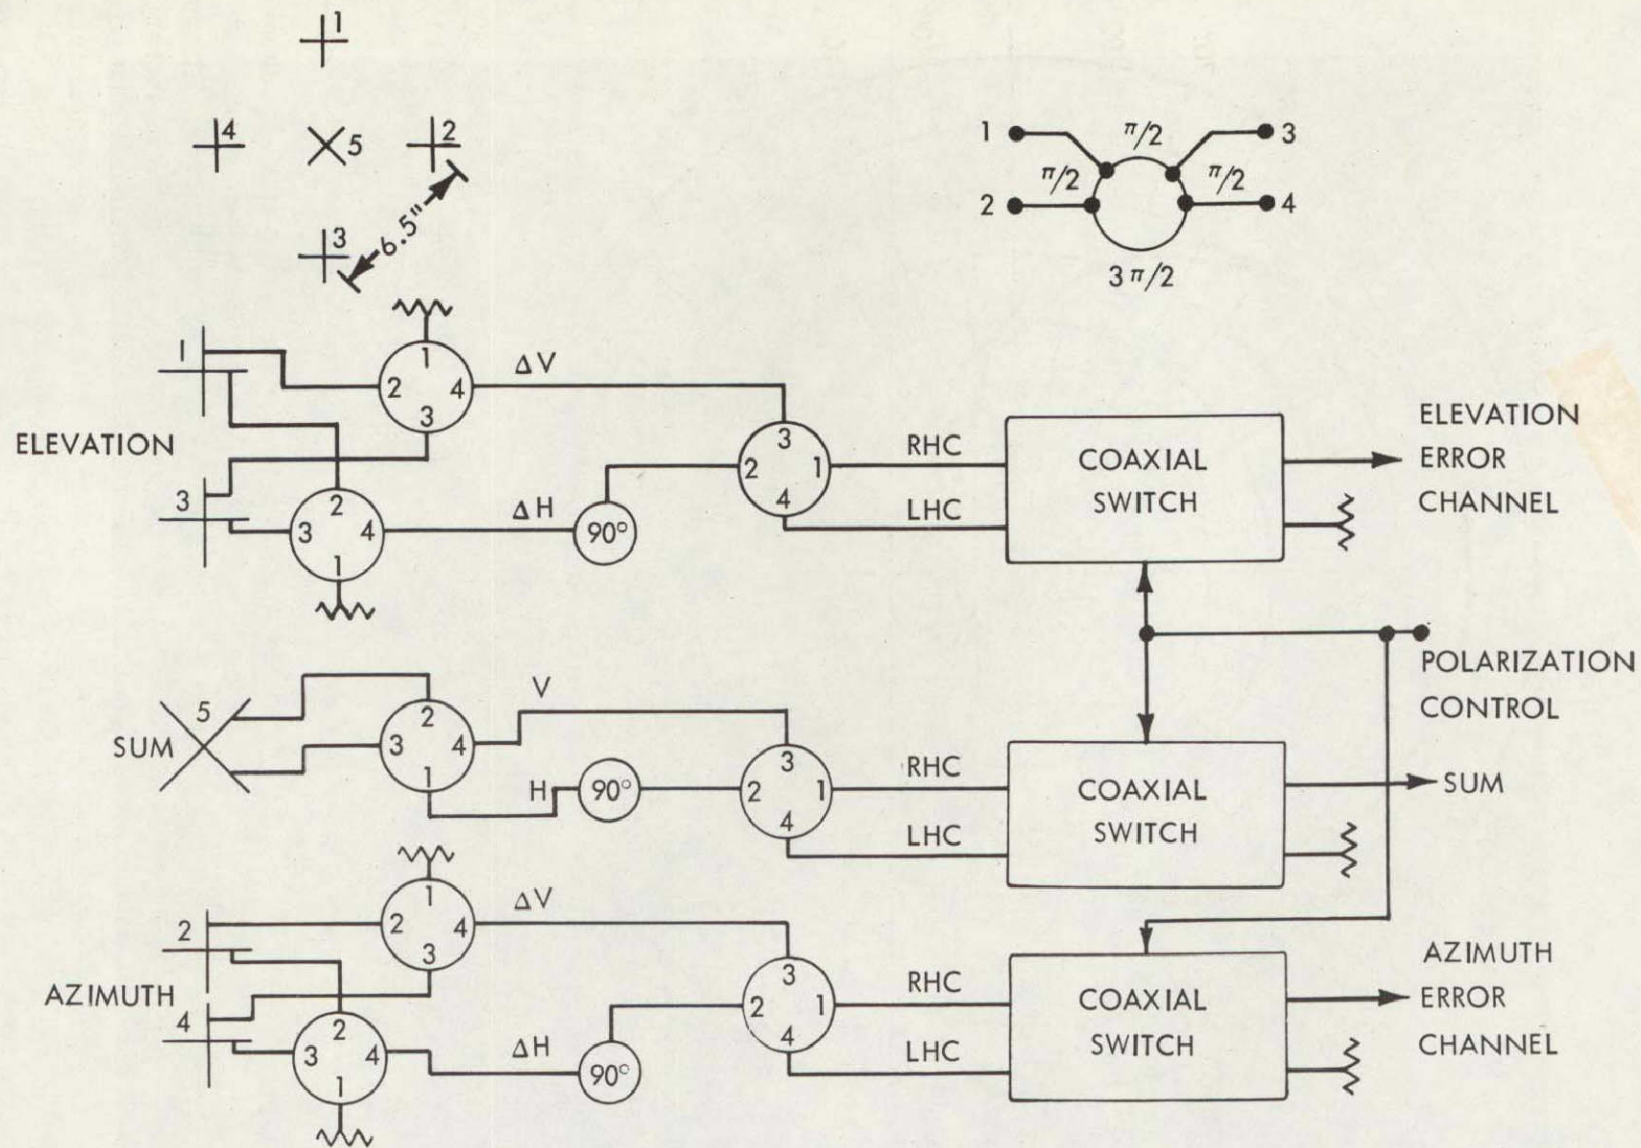 1
4
5
2
3
6.5"
1
π/2
3
π/2
π/2
2
4
3π/2
ELEVATION
1
3
1
2
4
3
ΔV
2
3
4
1
ΔH
90°
3
2
1
4
RHC
LHC
COAXIAL
SWITCH
ELEVATION
ERROR
CHANNEL
POLARIZATION
CONTROL
SUM
5
2
3
4
1
V
H
90°
3
2
1
4
RHC
LHC
COAXIAL
SWITCH
SUM
AZIMUTH
2
4
1
2
4
3
ΔV
2
3
4
1
ΔH
90°
3
2
1
4
RHC
LHC
COAXIAL
SWITCH
AZIMUTH
ERROR
CHANNEL